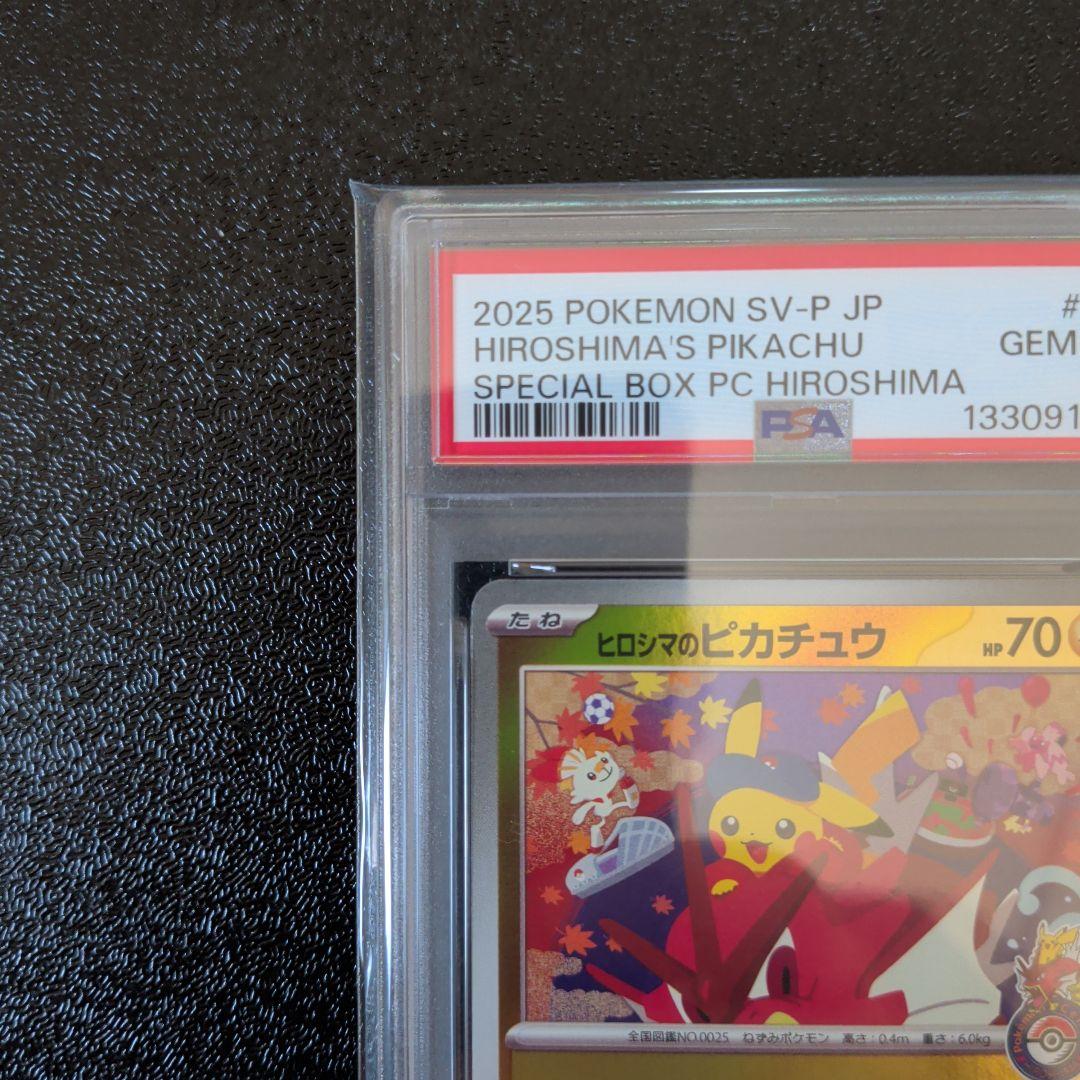 2025 POKEMON SV-P JP #
HIROSHIMA'S PIKACHU GEM
SPECIAL BOX PC HIROSHIMA
PSA 133091
たね ヒロシマのピカチュウ HP70
全国図鑑NO.0025 ねずみポケモン 高さ:0.4m 重さ:6.0kg